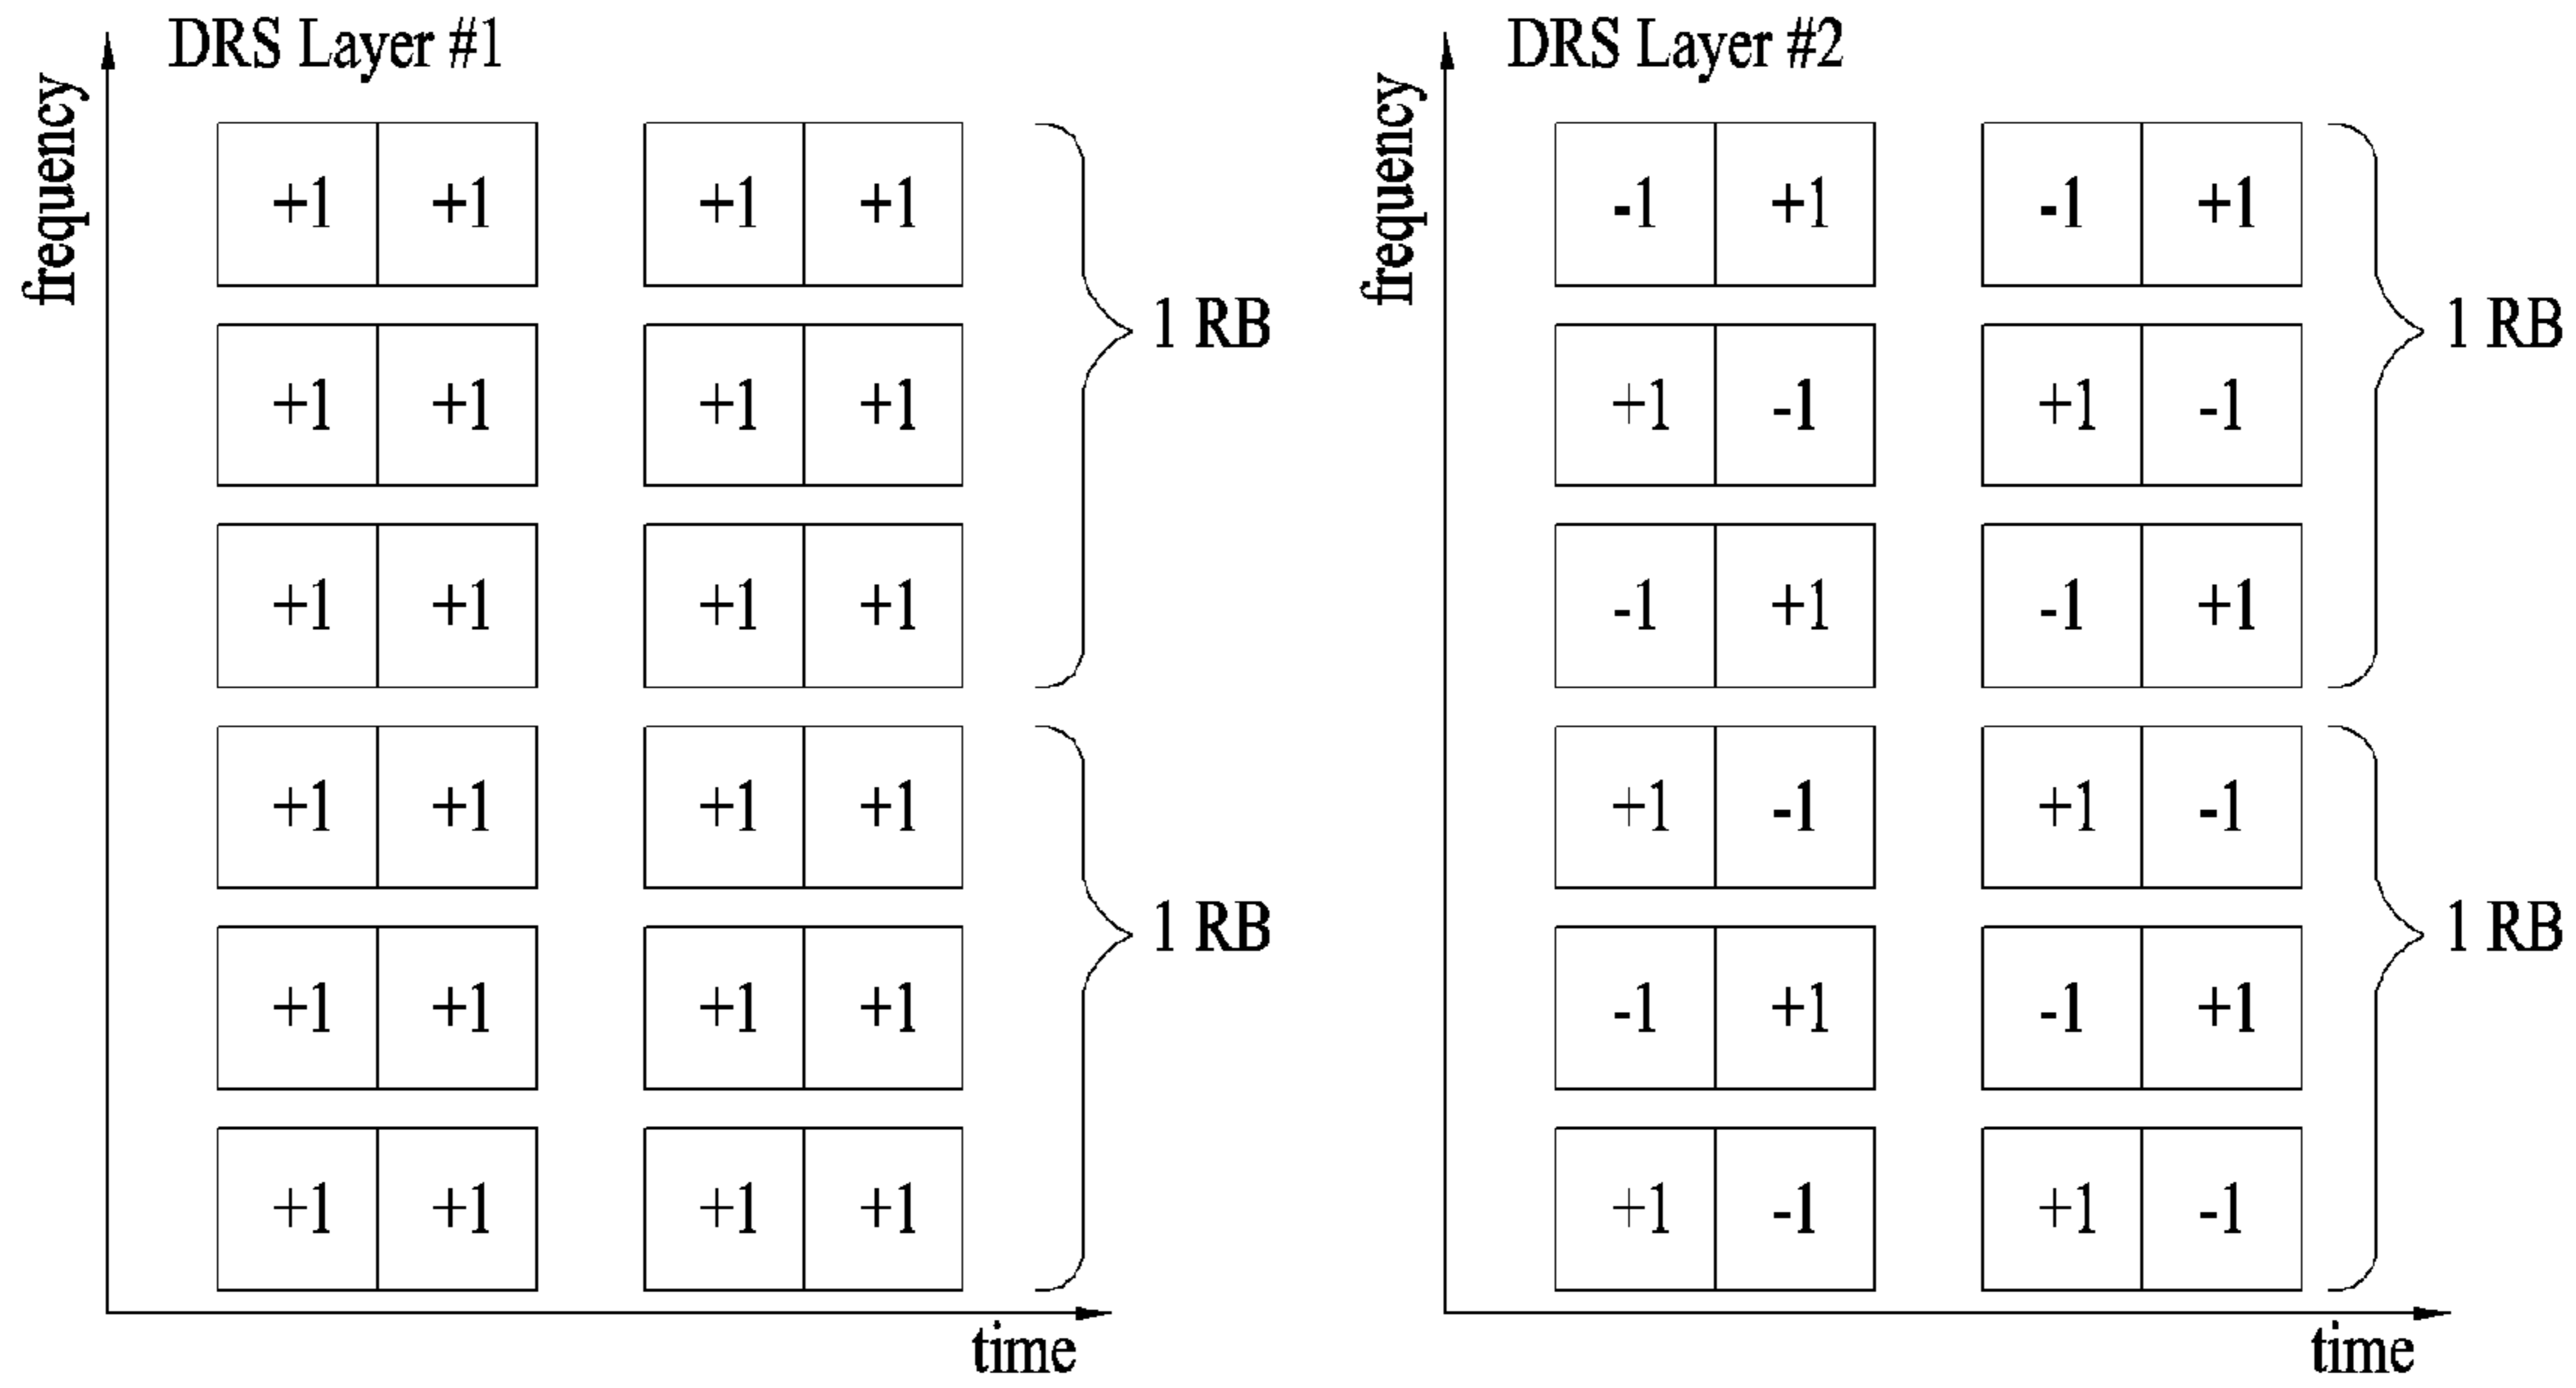 DRS Layer #1
frequency
+1 +1 +1 +1
+1 +1 +1 +1
1 RB
+1 +1 +1 +1
+1 +1 +1 +1
+1 +1 +1 +1
1 RB
+1 +1 +1 +1
time
DRS Layer #2
frequency
-1 +1 -1 +1
+1 -1 +1 -1
1 RB
-1 +1 -1 +1
+1 -1 +1 -1
-1 +1 -1 +1
1 RB
+1 -1 +1 -1
time